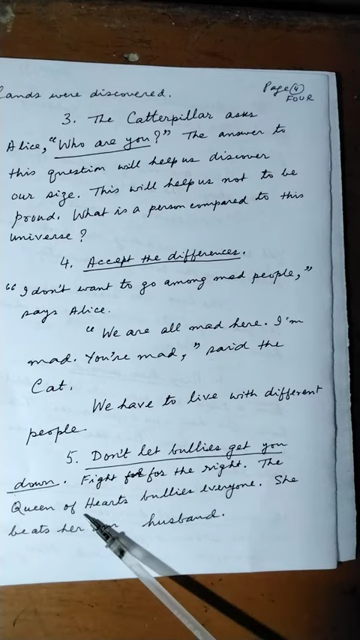 Page (4)
FOUR
Lands were discovered.
3. The Catterpillar asks
Alice, "Who are you?" The answer to
this question will help us discover
our size. This will help us not to be
proud. What is a person compared to this
universe?
4. Accept the differences.
"I don't want to go among mad people,"
says Alice.
"We are all mad here. I'm
mad. You're mad," said the
Cat.
We have to live with different
people
5. Don't let bullies get you
down. Fight for the right. The
Queen of Hearts bullies everyone. She
beats her husband.